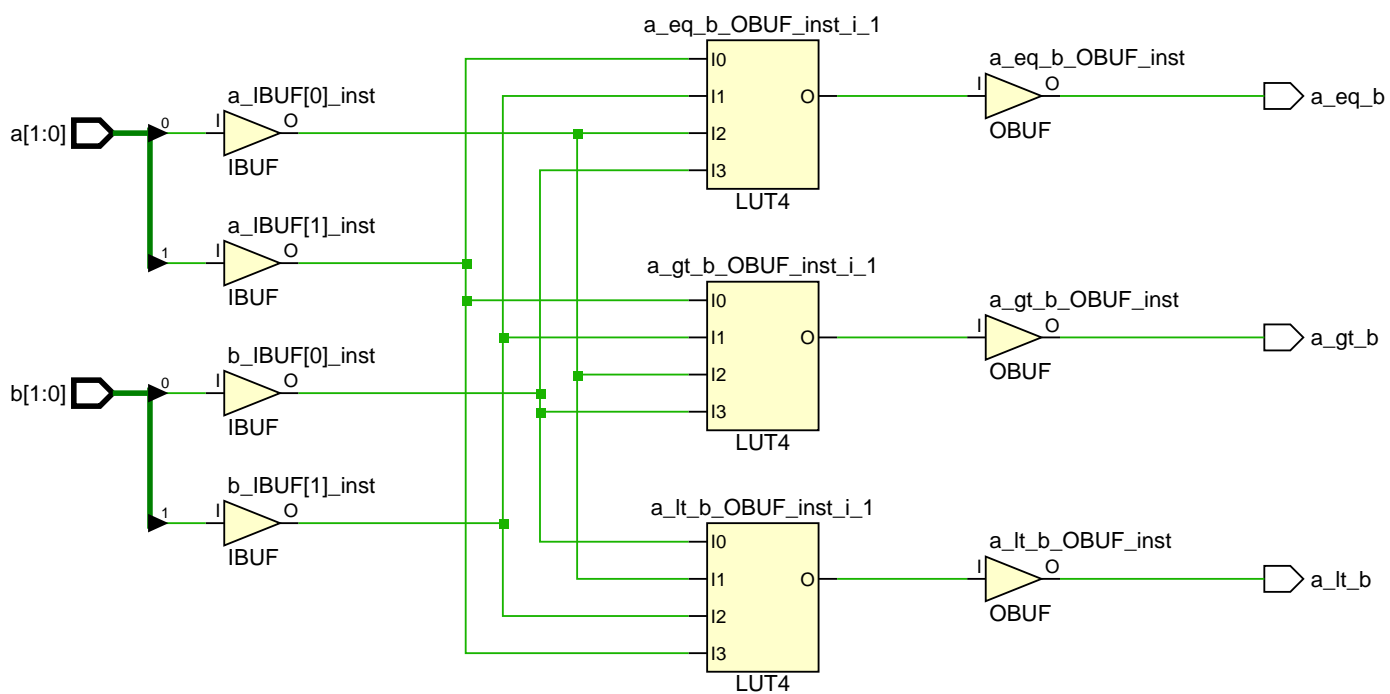 a_eq_b_OBUF_inst_i_1
a_eq_b_OBUF_inst
I0
I1
I2
I3
O
LUT4
I
O
OBUF
a_eq_b
a[1:0]
0
1
a_IBUF[0]_inst
I
O
IBUF
a_IBUF[1]_inst
I
O
IBUF
a_gt_b_OBUF_inst_i_1
a_gt_b_OBUF_inst
I0
I1
I2
I3
O
LUT4
I
O
OBUF
a_gt_b
b[1:0]
0
1
b_IBUF[0]_inst
I
O
IBUF
b_IBUF[1]_inst
I
O
IBUF
a_lt_b_OBUF_inst_i_1
a_lt_b_OBUF_inst
I0
I1
I2
I3
O
LUT4
I
O
OBUF
a_lt_b